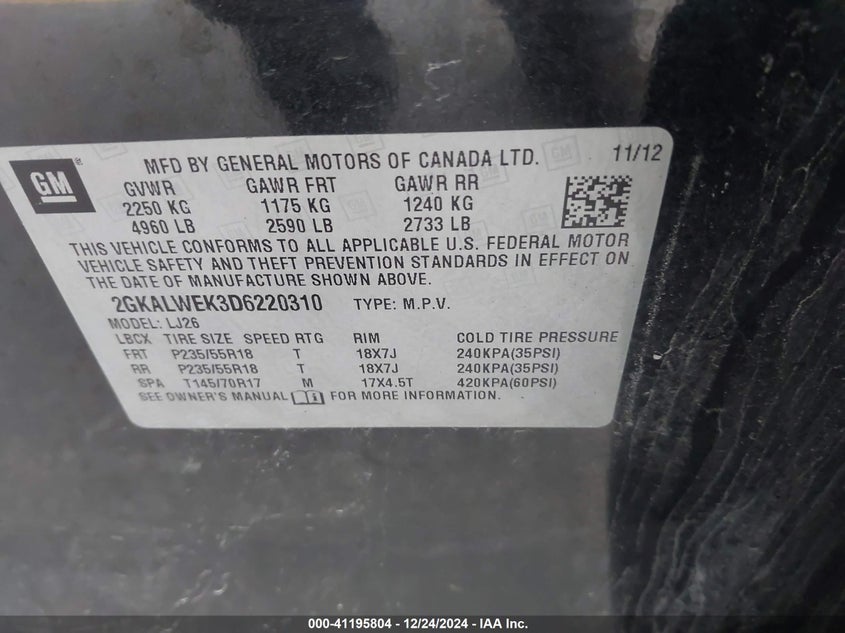 GM
MFD BY GENERAL MOTORS OF CANADA LTD. 11/12
GVWR GAWR FRT GAWR RR
2250 KG 1175 KG 1240 KG
4960 LB 2590 LB 2733 LB
THIS VEHICLE CONFORMS TO ALL APPLICABLE U.S. FEDERAL MOTOR
VEHICLE SAFETY AND THEFT PREVENTION STANDARDS IN EFFECT ON
THE DATE OF MANUFACTURE SHOWN ABOVE.
2GKALWEK3D6220310 TYPE: M.P.V.
MODEL: LJ26
LBCX TIRE SIZE SPEED RTG RIM COLD TIRE PRESSURE
FRT P235/55R18 T 18X7J 240KPA(35PSI)
RR P235/55R18 T 18X7J 240KPA(35PSI)
SPA T145/70R17 M 17X4.5T 420KPA(60PSI)
SEE OWNER'S MANUAL FOR MORE INFORMATION.
000-41195804 / 12/24/2024 - IAA Inc.